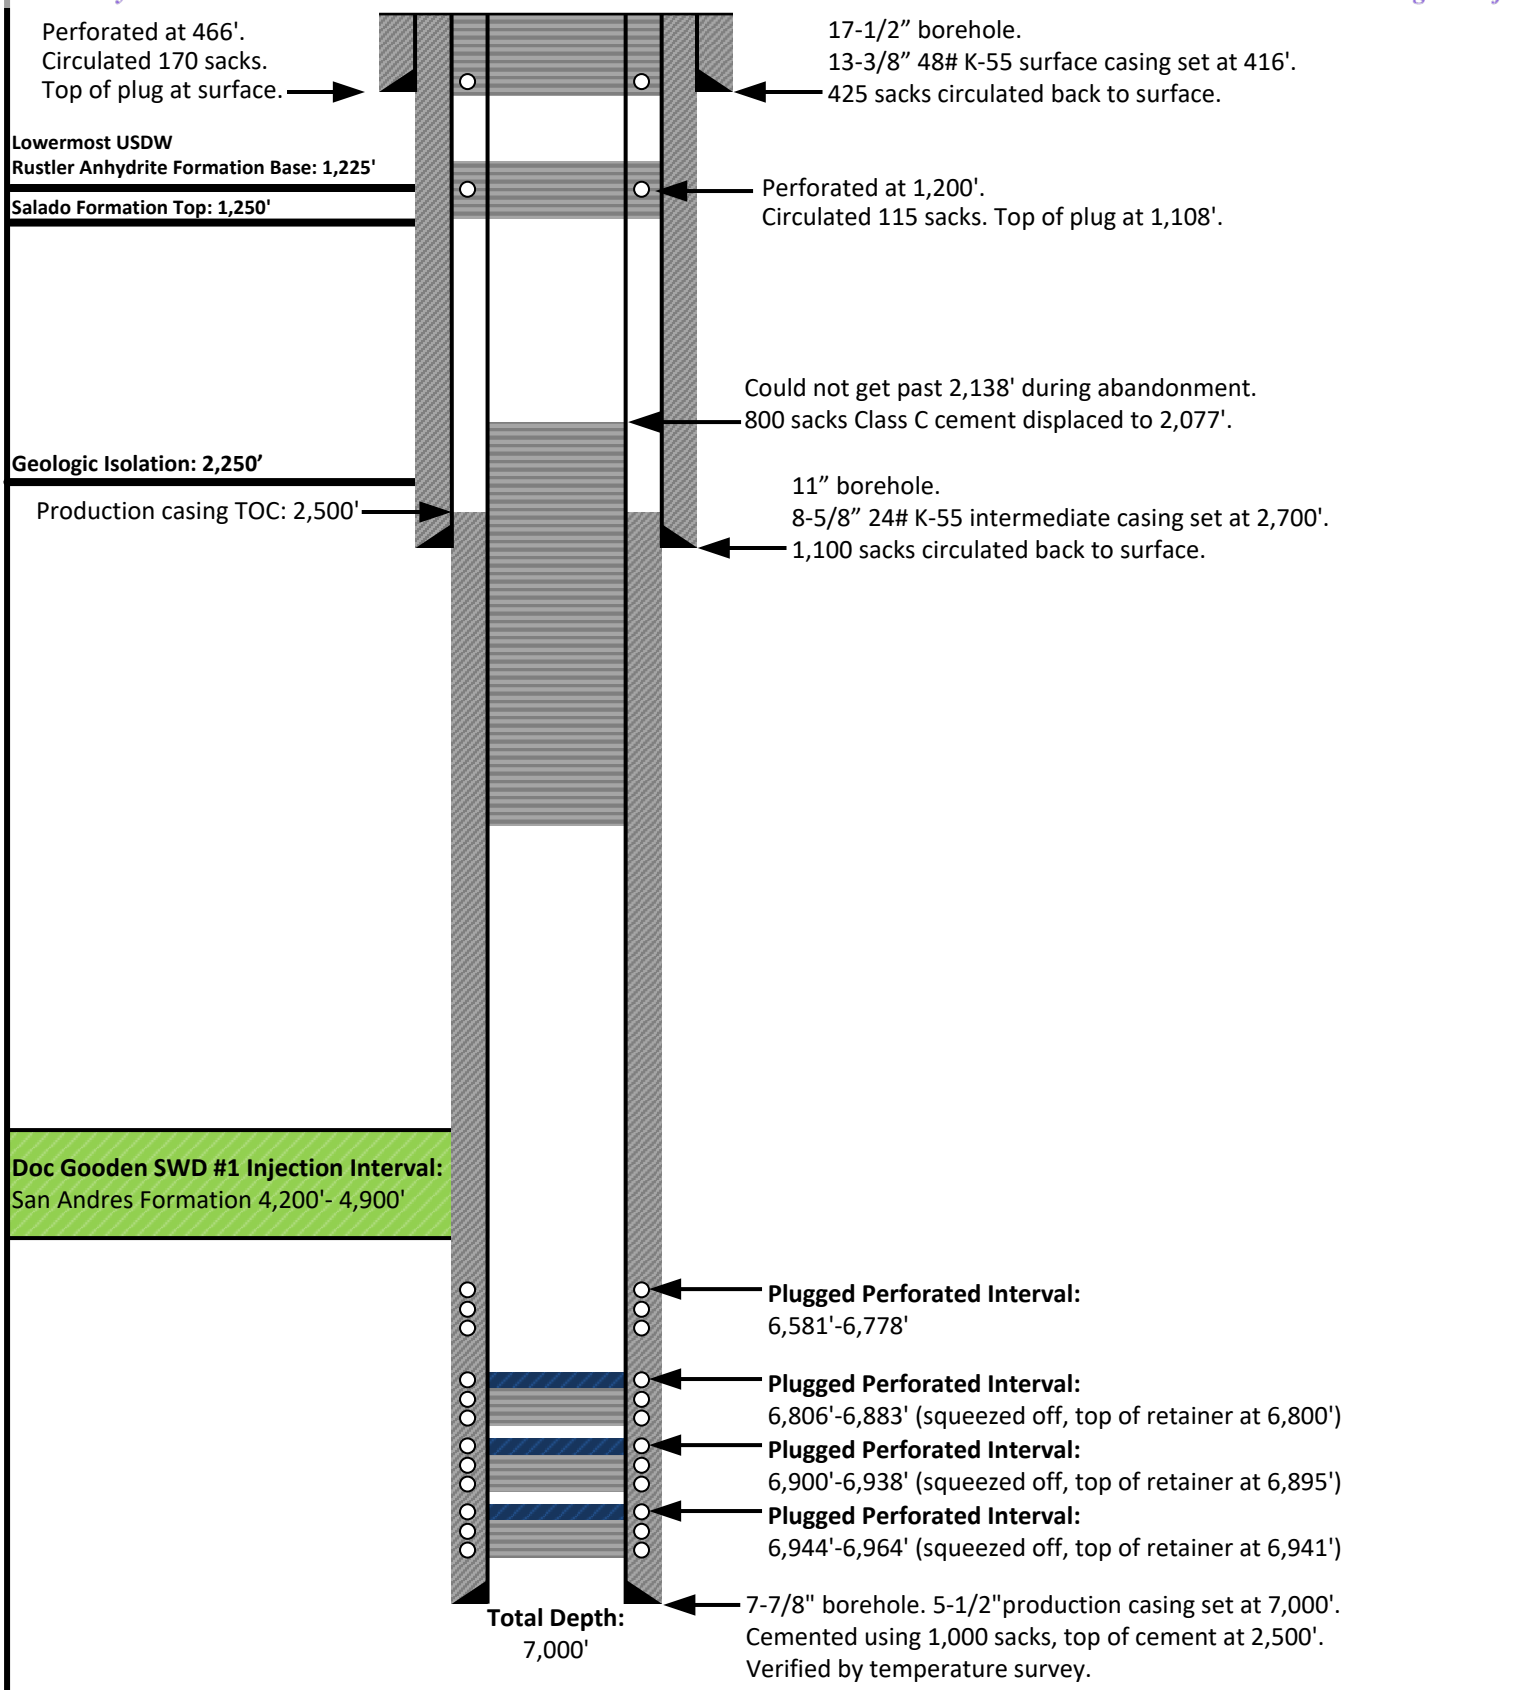 Perforated at 466'.
Circulated 170 sacks.
Top of plug at surface.
17-1/2” borehole.
13-3/8” 48# K-55 surface casing set at 416’.
425 sacks circulated back to surface.
Lowermost USDW
Rustler Anhydrite Formation Base: 1,225'
Salado Formation Top: 1,250'
Perforated at 1,200'.
Circulated 115 sacks. Top of plug at 1,108'.
Could not get past 2,138' during abandonment.
800 sacks Class C cement displaced to 2,077'.
Geologic Isolation: 2,250’
Production casing TOC: 2,500'
11” borehole.
8-5/8” 24# K-55 intermediate casing set at 2,700’.
1,100 sacks circulated back to surface.
Doc Gooden SWD #1 Injection Interval:
San Andres Formation 4,200'- 4,900'
Plugged Perforated Interval:
6,581'-6,778'
Plugged Perforated Interval:
6,806'-6,883' (squeezed off, top of retainer at 6,800')
Plugged Perforated Interval:
6,900'-6,938' (squeezed off, top of retainer at 6,895')
Plugged Perforated Interval:
6,944'-6,964' (squeezed off, top of retainer at 6,941')
Total Depth:
7,000'
7-7/8" borehole. 5-1/2"production casing set at 7,000'.
Cemented using 1,000 sacks, top of cement at 2,500'.
Verified by temperature survey.